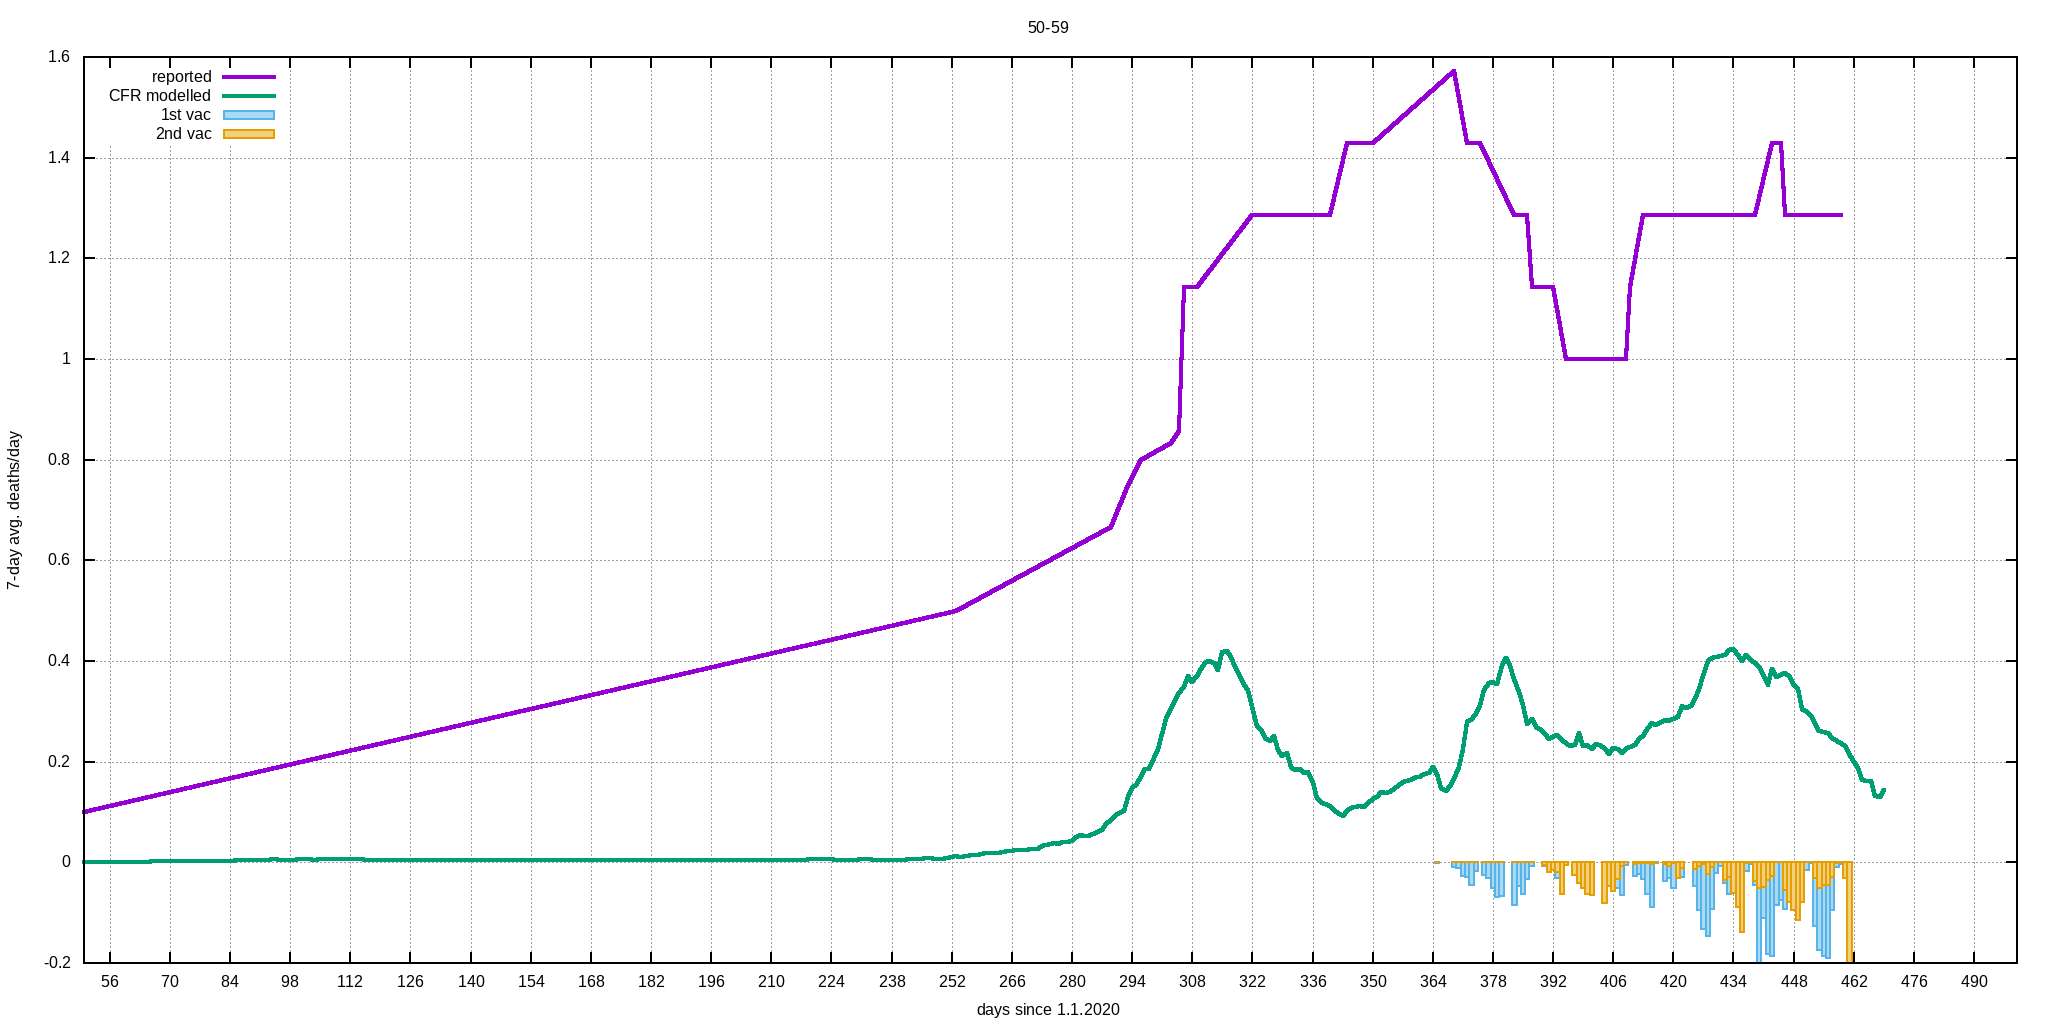 50-59
reported
CFR modelled
1st vac
2nd vac
1.6
1.4
1.2
1
0.8
0.6
0.4
0.2
0
-0.2
7-day avg. deaths/day
56 70 84 98 112 126 140 154 168 182 196 210 224 238 252 266 280 294 308 322 336 350 364 378 392 406 420 434 448 462 476 490
days since 1.1.2020